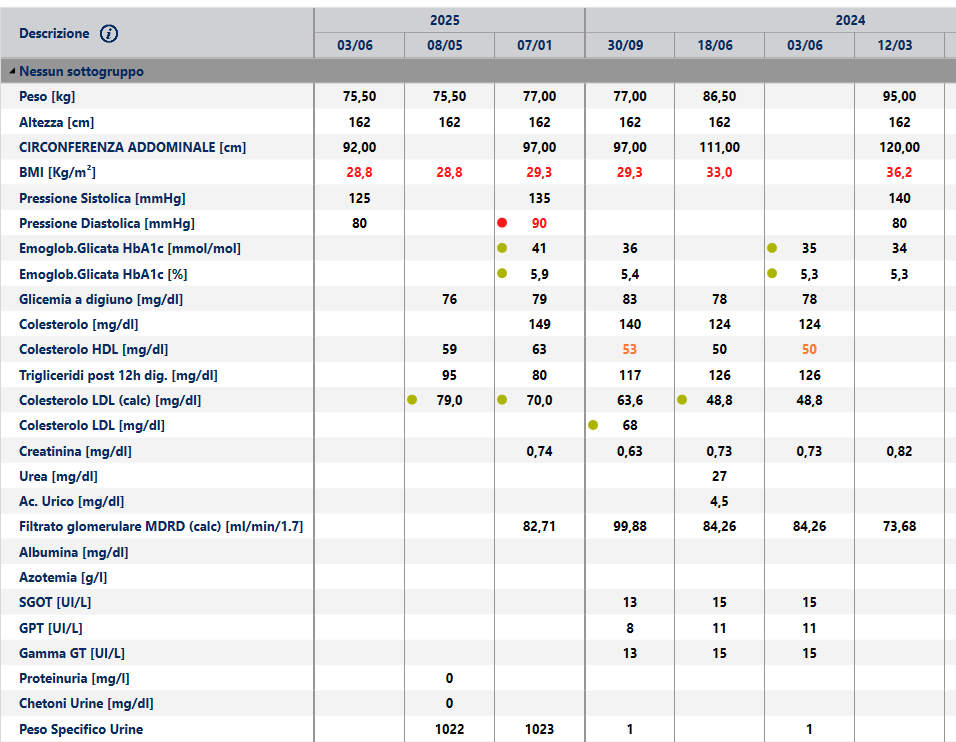 2025 2024
Descrizione i
03/06 08/05 07/01 30/09 18/06 03/06 12/03
Nessun sottogruppo
Peso [kg] 75,50 75,50 77,00 77,00 86,50 95,00
Altezza [cm] 162 162 162 162 162 162
CIRCONFERENZA ADDOMINALE [cm] 92,00 97,00 97,00 111,00 120,00
BMI [Kg/m²] 28,8 28,8 29,3 29,3 33,0 36,2
Pressione Sistolica [mmHg] 125 135 140
Pressione Diastolica [mmHg] 80 90 80
Emoglob.Glicata HbA1c [mmol/mol] 41 36 35 34
Emoglob.Glicata HbA1c [%] 5,9 5,4 5,3 5,3
Glicemia a digiuno [mg/dl] 76 79 83 78 78
Colesterolo [mg/dl] 149 140 124 124
Colesterolo HDL [mg/dl] 59 63 53 50 50
Trigliceridi post 12h dig. [mg/dl] 95 80 117 126 126
Colesterolo LDL (calc) [mg/dl] 79,0 70,0 63,6 48,8 48,8
Colesterolo LDL [mg/dl] 68
Creatinina [mg/dl] 0,74 0,63 0,73 0,73 0,82
Urea [mg/dl] 27
Ac. Urico [mg/dl] 4,5
Filtrato glomerulare MDRD (calc) [ml/min/1.7] 82,71 99,88 84,26 84,26 73,68
Albumina [mg/dl]
Azotemia [g/l]
SGOT [UI/L] 13 15 15
GPT [UI/L] 8 11 11
Gamma GT [UI/L] 13 15 15
Proteinuria [mg/l] 0
Chetoni Urine [mg/dl] 0
Peso Specifico Urine 1022 1023 1 1